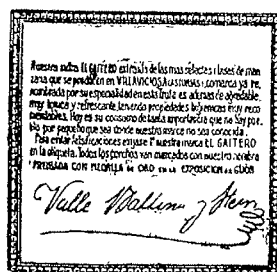 Nuestra sidra EL GAITERO extraida de las mas selectas clases de man
zana que se producen en VILLAVICIOSA (ASTURIAS) comarca ya re
nombrada por su especialidad en esta fruta es ademas de agradable
muy tónica y refrescante, teniendo propiedades higienicas muy reco
mendables. Hoy es su consumo de tanta importancia que no hay pue
blo por pequeño que sea donde nuestra marca no sea conocida.
Para evitar falsificaciones exijase nuestra marca EL GAITERO
en la etiqueta. Todos los corchos van marcados con nuestro nombre
PREMIADA CON MEDALLA de ORO en la EXPOSICION de GIJON
Valle Ballina y Fern